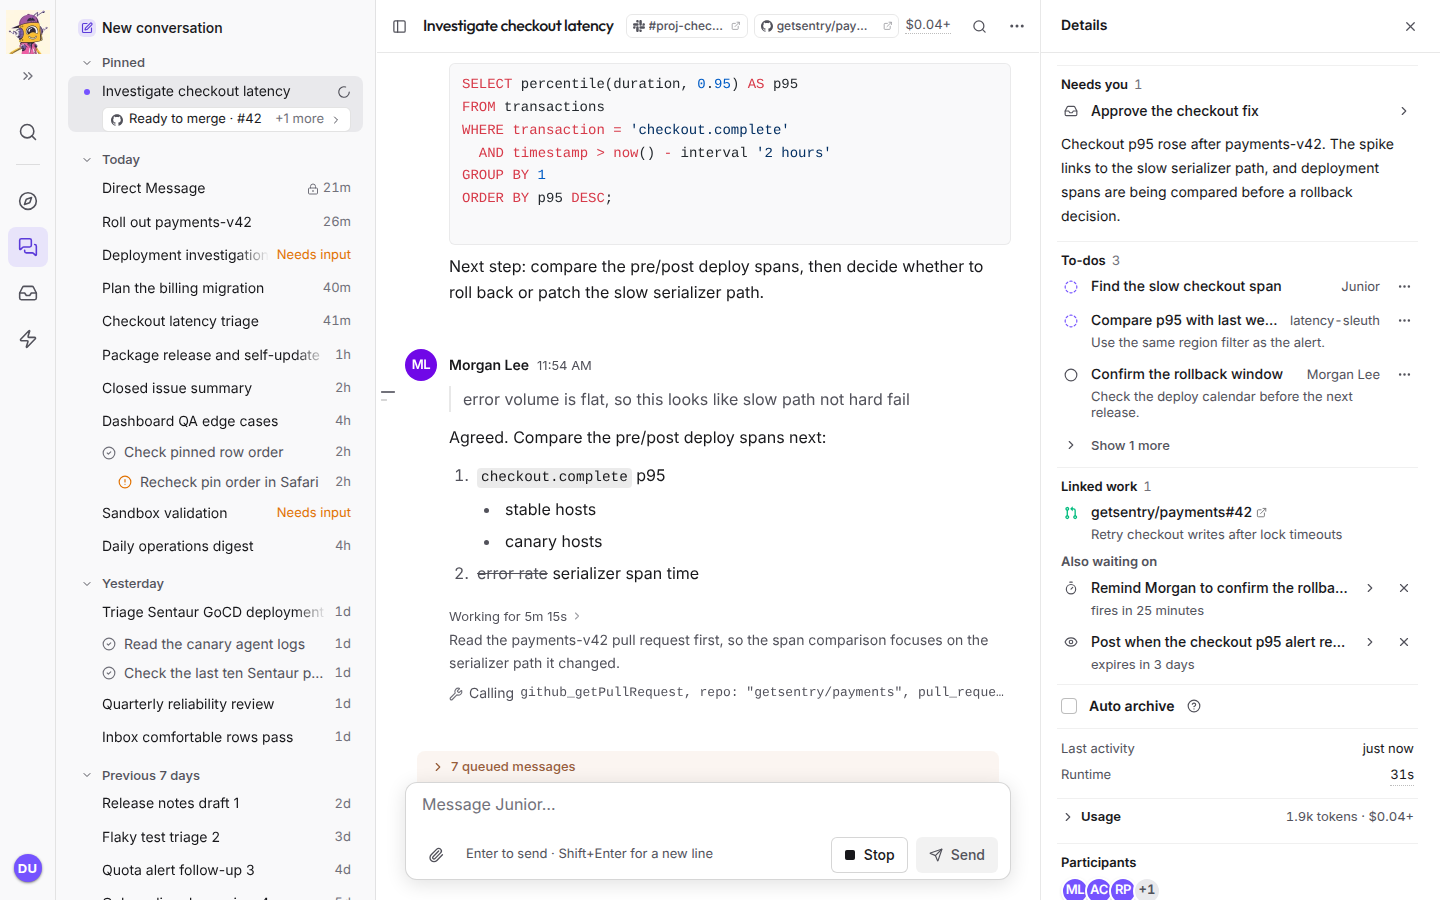 New conversation
Pinned
Investigate checkout latency
Ready to merge · #42 +1 more
Today
Direct Message 21m
Roll out payments-v42 26m
Deployment investigation Needs input
Plan the billing migration 40m
Checkout latency triage 41m
Package release and self-update 1h
Closed issue summary 2h
Dashboard QA edge cases 4h
Check pinned row order 2h
Recheck pin order in Safari 2h
Sandbox validation Needs input
Daily operations digest 4h
Yesterday
Triage Sentaur GoCD deployment 1d
Read the canary agent logs 1d
Check the last ten Sentaur p... 1d
Quarterly reliability review 1d
Inbox comfortable rows pass 1d
Previous 7 days
Release notes draft 1 2d
Flaky test triage 2 3d
Quota alert follow-up 3 4d
DU
Investigate checkout latency #proj-chec... getsentry/pay... $0.04+
SELECT percentile(duration, 0.95) AS p95
FROM transactions
WHERE transaction = 'checkout.complete'
AND timestamp > now() - interval '2 hours'
GROUP BY 1
ORDER BY p95 DESC;
Next step: compare the pre/post deploy spans, then decide whether to
roll back or patch the slow serializer path.
ML Morgan Lee 11:54 AM
error volume is flat, so this looks like slow path not hard fail
Agreed. Compare the pre/post deploy spans next:
1. checkout.complete p95
• stable hosts
• canary hosts
2. error rate serializer span time
Working for 5m 15s
Read the payments-v42 pull request first, so the span comparison focuses on the
serializer path it changed.
Calling github_getPullRequest, repo: "getsentry/payments", pull_reque…
7 queued messages
Message Junior...
Enter to send · Shift+Enter for a new line
Stop
Send
Details
Needs you 1
Approve the checkout fix
Checkout p95 rose after payments-v42. The spike
links to the slow serializer path, and deployment
spans are being compared before a rollback
decision.
To-dos 3
Find the slow checkout span Junior
Compare p95 with last we... latency-sleuth
Use the same region filter as the alert.
Confirm the rollback window Morgan Lee
Check the deploy calendar before the next
release.
Show 1 more
Linked work 1
getsentry/payments#42
Retry checkout writes after lock timeouts
Also waiting on
Remind Morgan to confirm the rollba...
fires in 25 minutes
Post when the checkout p95 alert re...
expires in 3 days
Auto archive
Last activity just now
Runtime 31s
Usage 1.9k tokens · $0.04+
Participants
ML AC RP +1